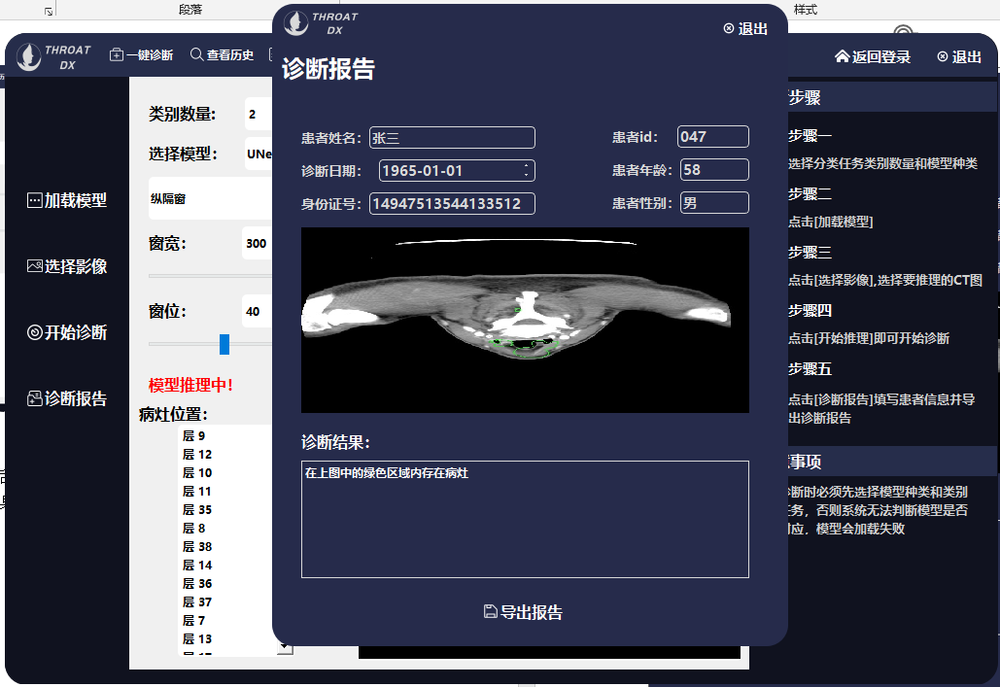 段落
样式
THROAT
DX
一键诊断
查看历史
返回登录
退出
加载模型
选择影像
开始诊断
诊断报告
类别数量:
2
选择模型:
UNe
纵隔窗
窗宽:
300
窗位:
40
模型推理中!
病灶位置:
层 9
层 12
层 10
层 11
层 35
层 8
层 38
层 14
层 36
层 37
层 7
层 13
THROAT
DX
退出
诊断报告
患者姓名: 张三
患者id: 047
诊断日期: 1965-01-01
患者年龄: 58
身份证号: 14947513544133512
患者性别: 男
诊断结果:
在上图中的绿色区域内存在病灶
导出报告
步骤
步骤一
选择分类任务类别数量和模型种类
步骤二
点击[加载模型]
步骤三
点击[选择影像],选择要推理的CT图
步骤四
点击[开始推理]即可开始诊断
步骤五
点击[诊断报告]填写患者信息并导
出诊断报告
事项
断时必须先选择模型种类和类别
务，否则系统无法判断模型是否
应，模型会加载失败